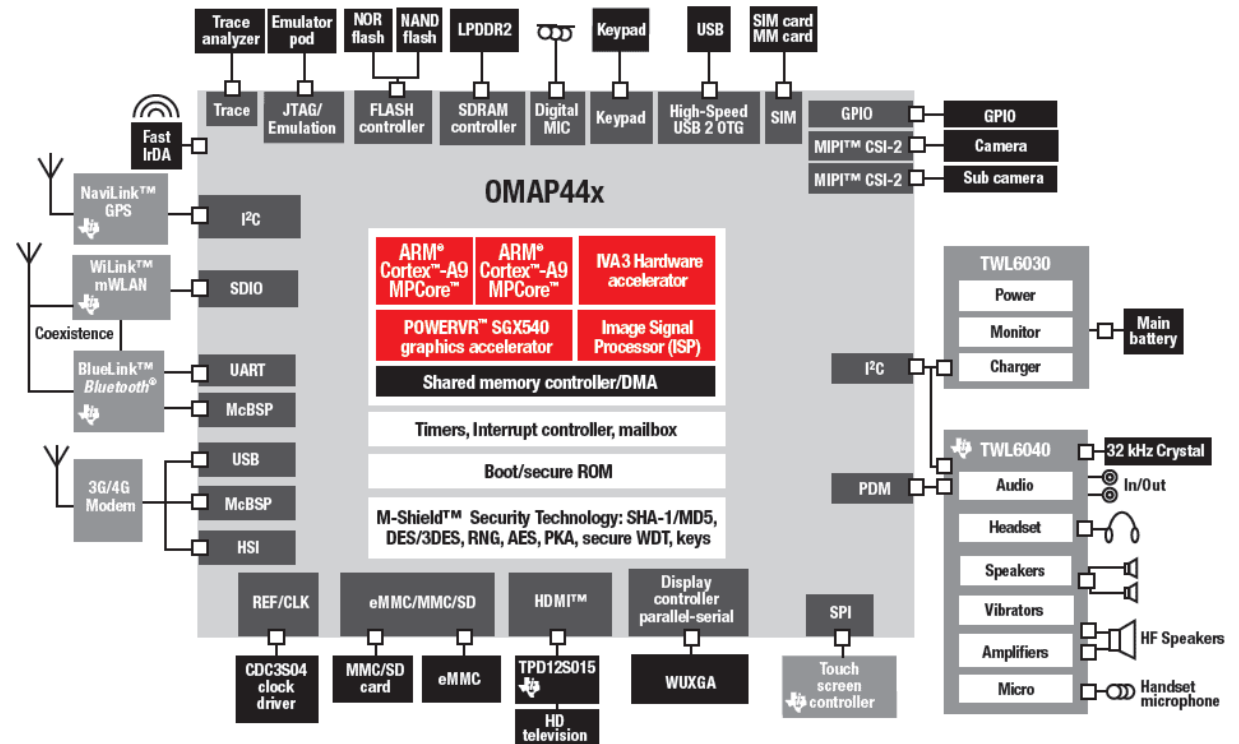 Trace
analyzer
Emulator
pod
NOR
flash
NAND
flash
LPDDR2
Keypad
USB
SIM card
MM card
Trace
JTAG/
Emulation
FLASH
controller
SDRAM
controller
Digital
MIC
Keypad
High-Speed
USB 2 OTG
SIM
GPIO
GPIO
MIPI™ CSI-2
Camera
MIPI™ CSI-2
Sub camera
Fast
IrDA
OMAP44x
NaviLink™
GPS
I²C
WiLink™
mWLAN
SDIO
Coexistence
BlueLink™
Bluetooth®
UART
McBSP
3G/4G
Modem
USB
McBSP
HSI
ARM®
Cortex™-A9
MPCore™
ARM®
Cortex™-A9
MPCore™
IVA3 Hardware
accelerator
POWERVR™ SGX540
graphics accelerator
Image Signal
Processor (ISP)
Shared memory controller/DMA
Timers, Interrupt controller, mailbox
Boot/secure ROM
M-Shield™ Security Technology: SHA-1/MD5,
DES/3DES, RNG, AES, PKA, secure WDT, keys
I²C
PDM
TWL6030
Power
Monitor
Charger
Main
battery
TWL6040
32 kHz Crystal
Audio
In/Out
Headset
Speakers
Vibrators
Amplifiers
HF Speakers
Micro
Handset
microphone
REF/CLK
eMMC/MMC/SD
HDMI™
Display
controller
parallel-serial
SPI
CDC3S04
clock
driver
MMC/SD
card
eMMC
TPD12S015
HD
television
WUXGA
Touch
screen
controller